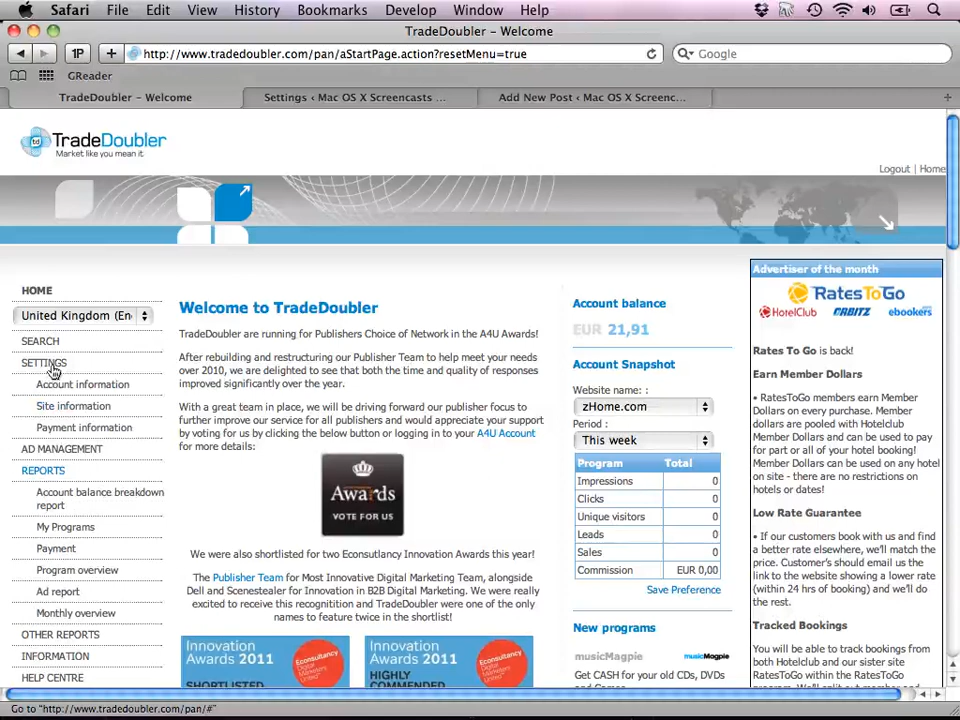 Safari File Edit View History Bookmarks Develop Window Help
TradeDoubler – Welcome
1P + http://www.tradedoubler.com/pan/aStartPage.action?resetMenu=true Google
GReader
TradeDoubler – Welcome Settings ‹ Mac OS X Screencasts ... Add New Post ‹ Mac OS X Screenc... +
td TradeDoubler
Market like you mean it
Logout | Home
HOME
United Kingdom (En
SEARCH
SETTINGS
Account information
Site information
Payment information
AD MANAGEMENT
REPORTS
Account balance breakdown
report
My Programs
Payment
Program overview
Ad report
Monthly overview
OTHER REPORTS
INFORMATION
HELP CENTRE
Welcome to TradeDoubler
TradeDoubler are running for Publishers Choice of Network in the A4U Awards!
After rebuilding and restructuring our Publisher Team to help meet your needs
over 2010, we are delighted to see that both the time and quality of responses
improved significantly over the year.
With a great team in place, we will be driving forward our publisher focus to
further improve our service for all publishers and would appreciate your support
by voting for us by clicking the below button or logging in to your A4U Account
for more details:
Awards
VOTE FOR US
We were also shortlisted for two Econsutlancy Innovation Awards this year!
The Publisher Team for Most Innovative Digital Marketing Team, alongside
Dell and Scenestealer for Innovation in B2B Digital Marketing. We were really
excited to receive this recognitition and TradeDoubler were one of the only
names to feature twice in the shortlist!
Innovation
Awards 2011
SHORTLISTED
Innovation
Awards 2011
HIGHLY
COMMENDED
Account balance
EUR 21,91
Account Snapshot
Website name: :
zHome.com
Period :
This week
Program Total
Impressions 0
Clicks 0
Unique visitors 0
Leads 0
Sales 0
Commission EUR 0,00
Save Preference
New programs
musicMagpie musicMagpie
Get CASH for your old CDs, DVDs
and Games
Advertiser of the month
RatesToGo
HotelClub ORBITZ ebookers
Rates To Go is back!
Earn Member Dollars
• RatesToGo members earn Member
Dollars on every purchase. Member
dollars are pooled with Hotelclub
Member Dollars and can be used to pay
for part or all of your hotel booking!
Member Dollars can be used on any hotel
on site - there are no restrictions on
hotels or dates!
Low Rate Guarantee
• If our customers book with us and find
a better rate elsewhere, we'll match the
price. Customer's should email us the
link to the website showing a lower rate
(within 24 hrs of booking) and we'll do
the rest.
Tracked Bookings
You will be able to track bookings from
both Hotelclub and our sister site
RatesToGo within the RatesToGo
Go to "http://www.tradedoubler.com/pan/#"